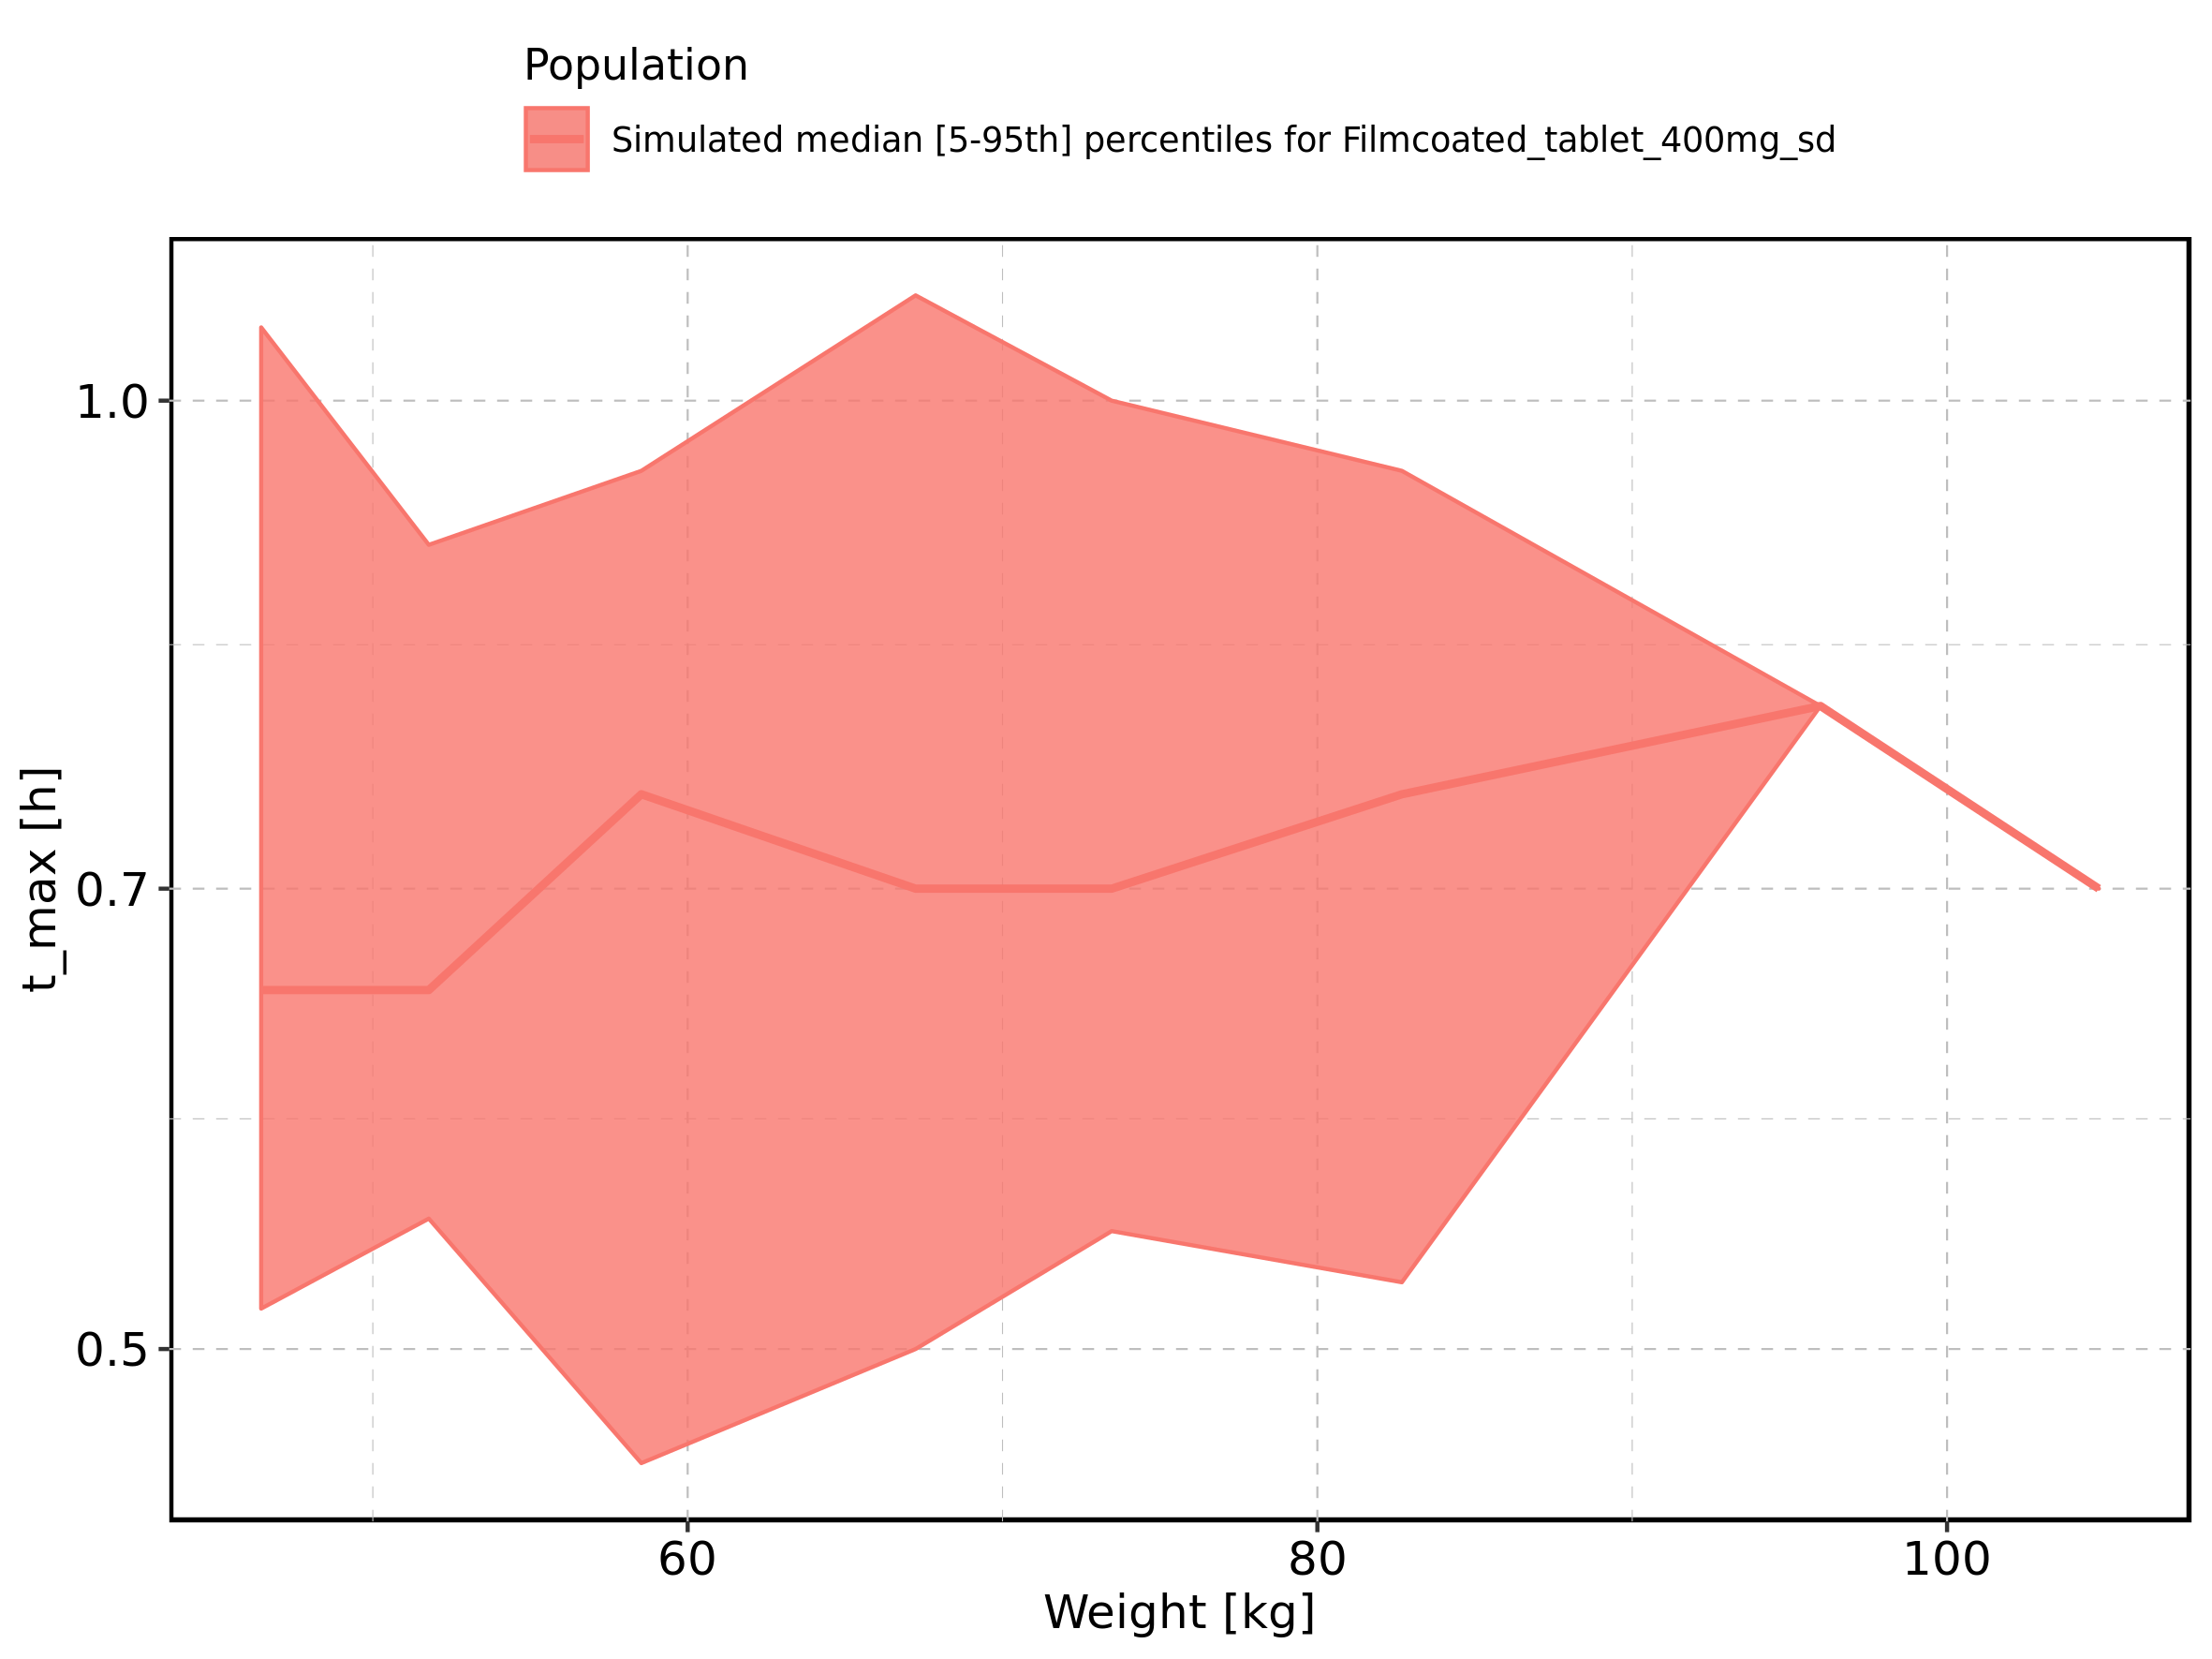 Population
Simulated median [5-95th] percentiles for Filmcoated_tablet_400mg_sd
t_max [h]
1.0
0.7
0.5
60
80
100
Weight [kg]